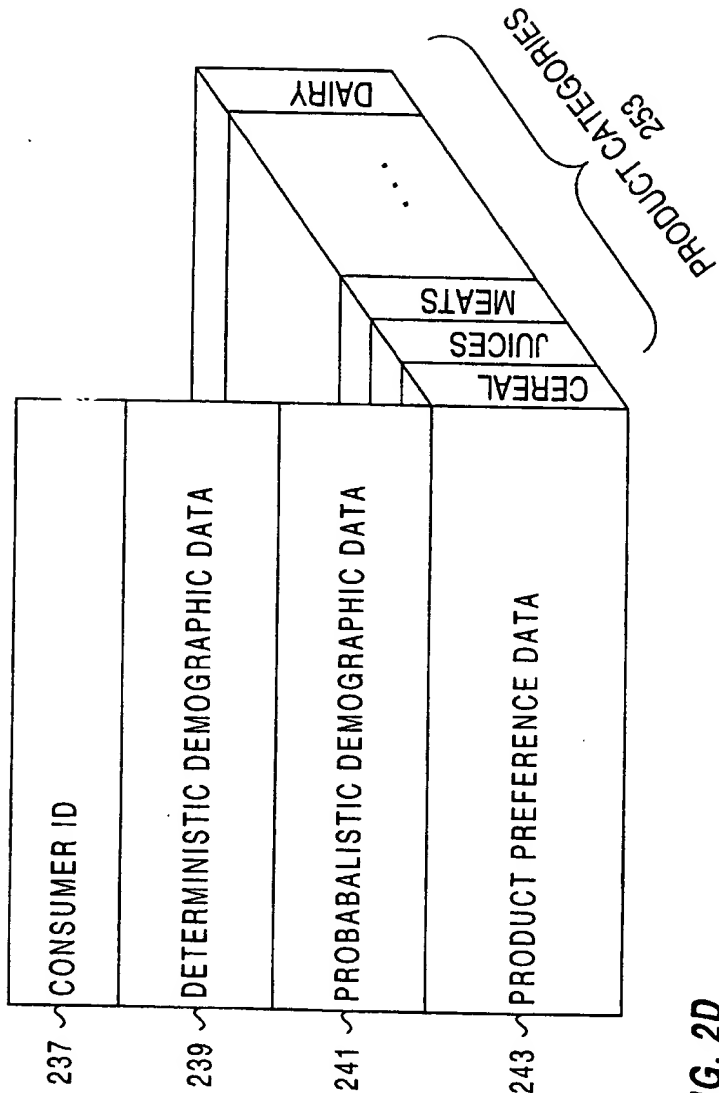 237 CONSUMER ID
239 DETERMINISTIC DEMOGRAPHIC DATA
241 PROBABALISTIC DEMOGRAPHIC DATA
243 PRODUCT PREFERENCE DATA
CEREAL
JUICES
MEATS
...
DAIRY
PRODUCT CATEGORIES
253
IG. 2D